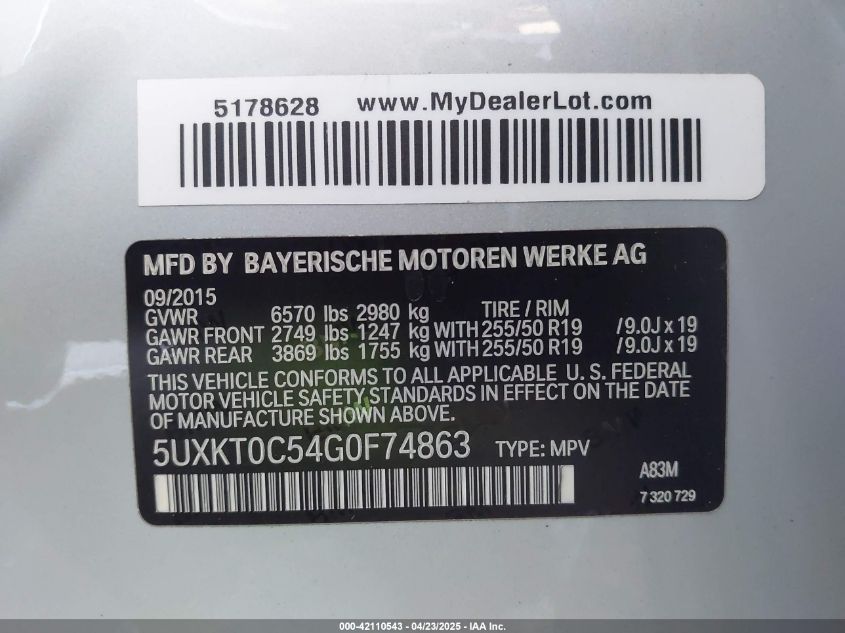 5178628 www.MyDealerLot.com
MFD BY BAYERISCHE MOTOREN WERKE AG
09/2015
GVWR 6570 lbs 2980 kg TIRE / RIM
GAWR FRONT 2749 lbs 1247 kg WITH 255/50 R19 /9.0J x 19
GAWR REAR 3869 lbs 1755 kg WITH 255/50 R19 /9.0J x 19
THIS VEHICLE CONFORMS TO ALL APPLICABLE U. S. FEDERAL
MOTOR VEHICLE SAFETY STANDARDS IN EFFECT ON THE DATE
OF MANUFACTURE SHOWN ABOVE.
5UXKT0C54G0F74863 TYPE: MPV
A83M
7 320 729
000-42110543 - 04/23/2025 - IAA Inc.